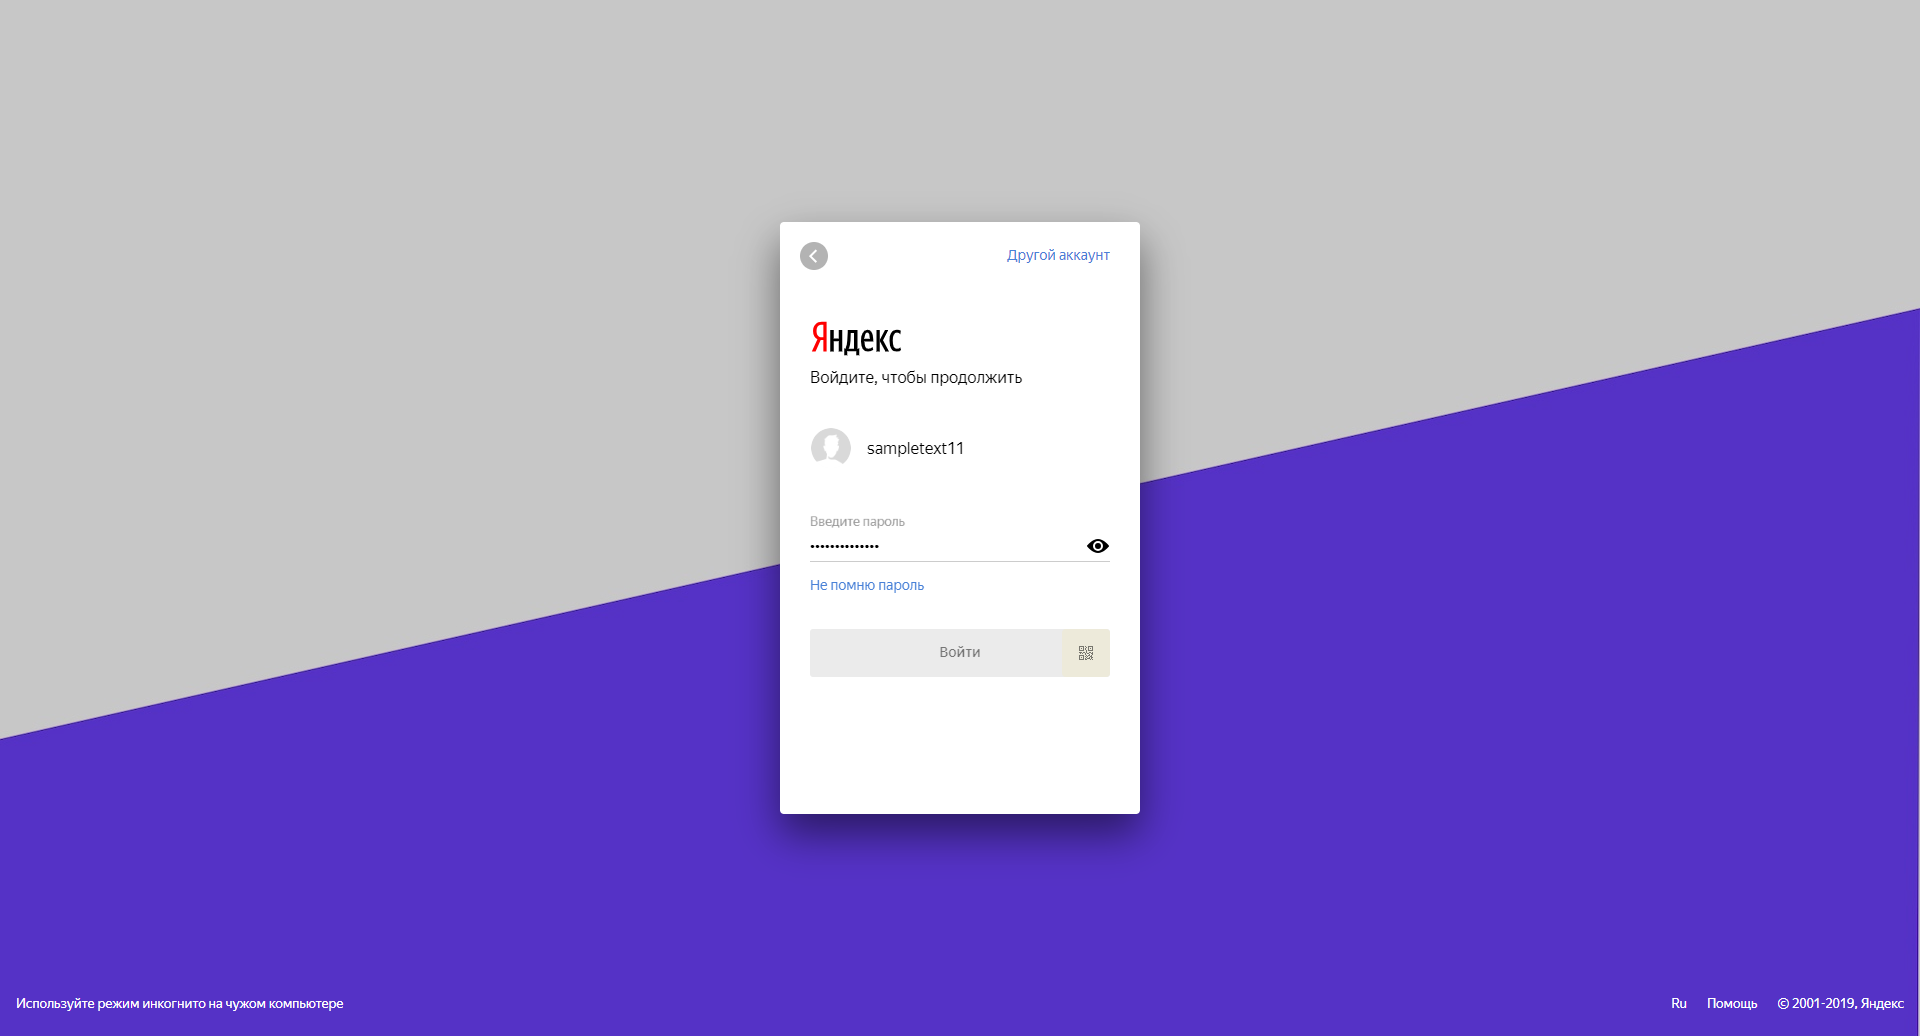 Другой аккаунт
Яндекс
Войдите, чтобы продолжить
sampletext11
Введите пароль
••••••••••••••
Не помню пароль
Войти
Используйте режим инкогнито на чужом компьютере
Ru Помощь © 2001-2019, Яндекс